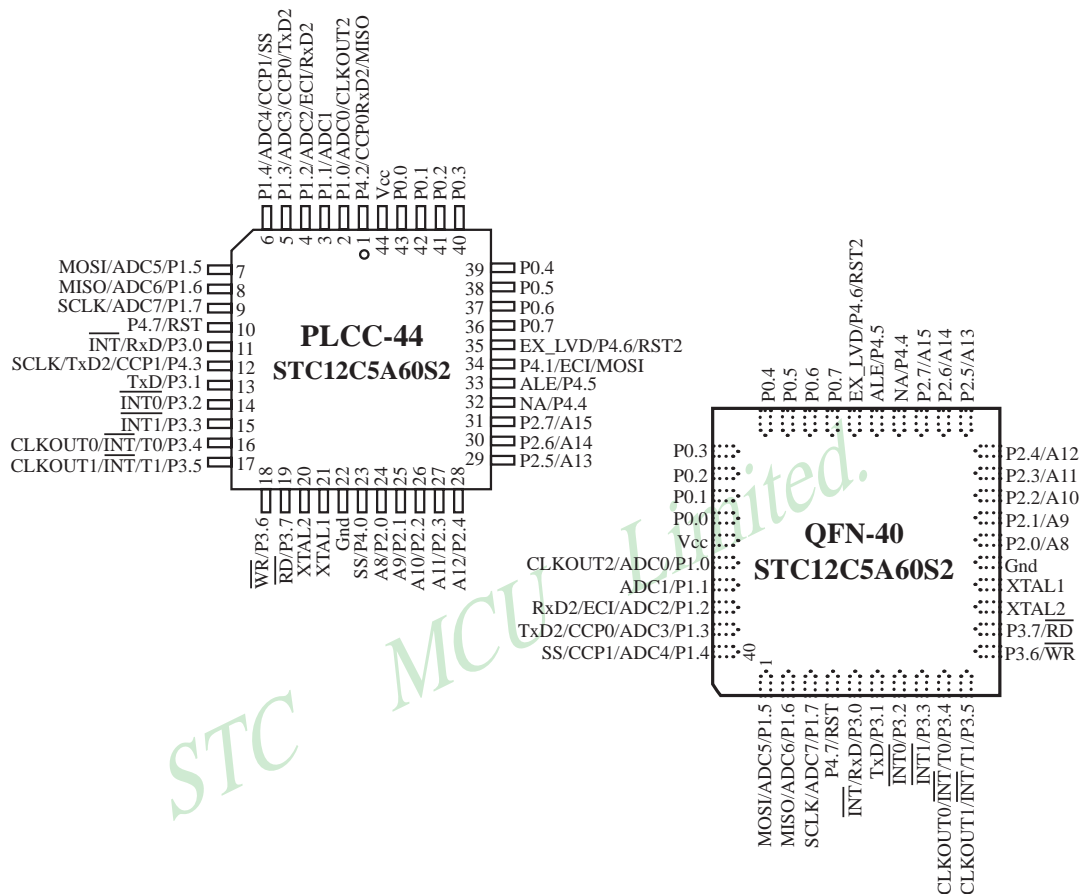 P1.4/ADC4/CCP1/SS
P1.3/ADC3/CCP0/TxD2
P1.2/ADC2/ECI/RxD2
P1.1/ADC1
P1.0/ADC0/CLKOUT2
P4.2/CCP0RxD2/MISO
Vcc
P0.0
P0.1
P0.2
P0.3
6
5
4
3
2
1
44
43
42
41
40
MOSI/ADC5/P1.5 7
MISO/ADC6/P1.6 8
SCLK/ADC7/P1.7 9
P4.7/RST 10
INT/RxD/P3.0 11
SCLK/TxD2/CCP1/P4.3 12
TxD/P3.1 13
INT0/P3.2 14
INT1/P3.3 15
CLKOUT0/INT/T0/P3.4 16
CLKOUT1/INT/T1/P3.5 17
PLCC-44
STC12C5A60S2
39 P0.4
38 P0.5
37 P0.6
36 P0.7
35 EX_LVD/P4.6/RST2
34 P4.1/ECI/MOSI
33 ALE/P4.5
32 NA/P4.4
31 P2.7/A15
30 P2.6/A14
29 P2.5/A13
18
19
20
21
22
23
24
25
26
27
28
WR/P3.6
RD/P3.7
XTAL2
XTAL1
Gnd
SS/P4.0
A8/P2.0
A9/P2.1
A10/P2.2
A11/P2.3
A12/P2.4
P0.4
P0.5
P0.6
P0.7
EX_LVD/P4.6/RST2
ALE/P4.5
NA/P4.4
P2.7/A15
P2.6/A14
P2.5/A13
P0.3
P0.2
P0.1
P0.0
Vcc
CLKOUT2/ADC0/P1.0
ADC1/P1.1
RxD2/ECI/ADC2/P1.2
TxD2/CCP0/ADC3/P1.3
SS/CCP1/ADC4/P1.4
QFN-40
STC12C5A60S2
P2.4/A12
P2.3/A11
P2.2/A10
P2.1/A9
P2.0/A8
Gnd
XTAL1
XTAL2
P3.7/RD
P3.6/WR
40
1
MOSI/ADC5/P1.5
MISO/ADC6/P1.6
SCLK/ADC7/P1.7
P4.7/RST
INT/RxD/P3.0
TxD/P3.1
INT0/P3.2
INT1/P3.3
CLKOUT0/INT/T0/P3.4
CLKOUT1/INT/T1/P3.5
STC MCU Limited.